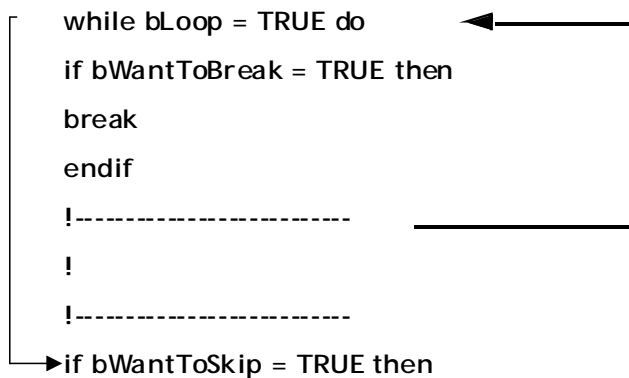 while bLoop = TRUE do
if bWantToBreak = TRUE then
break
endif
!---------------------------
!
!---------------------------
if bWantToSkip = TRUE then